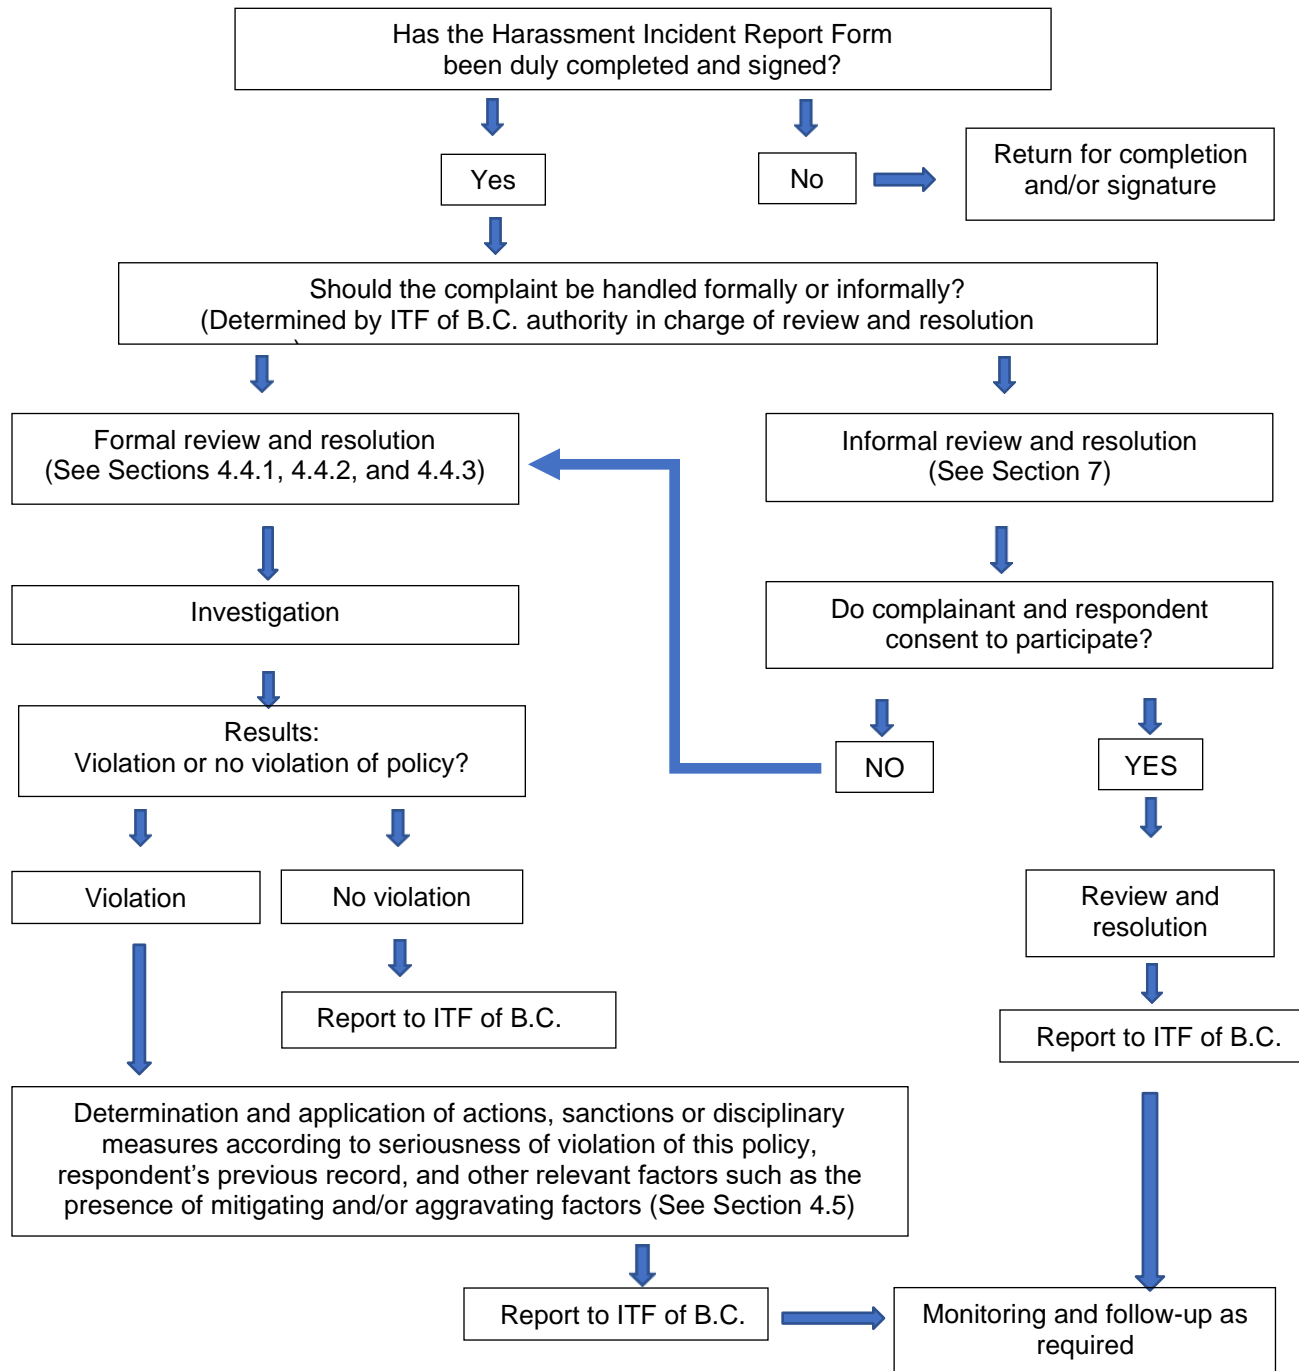 Has the Harassment Incident Report Form
been duly completed and signed?
Yes
No
Return for completion
and/or signature
Should the complaint be handled formally or informally?
(Determined by ITF of B.C. authority in charge of review and resolution
)
Formal review and resolution
(See Sections 4.4.1, 4.4.2, and 4.4.3)
Informal review and resolution
(See Section 7)
Investigation
Do complainant and respondent
consent to participate?
Results:
Violation or no violation of policy?
NO
YES
Violation
No violation
Review and
resolution
Report to ITF of B.C.
Report to ITF of B.C.
Determination and application of actions, sanctions or disciplinary
measures according to seriousness of violation of this policy,
respondent’s previous record, and other relevant factors such as the
presence of mitigating and/or aggravating factors (See Section 4.5)
Report to ITF of B.C.
Monitoring and follow-up as
required